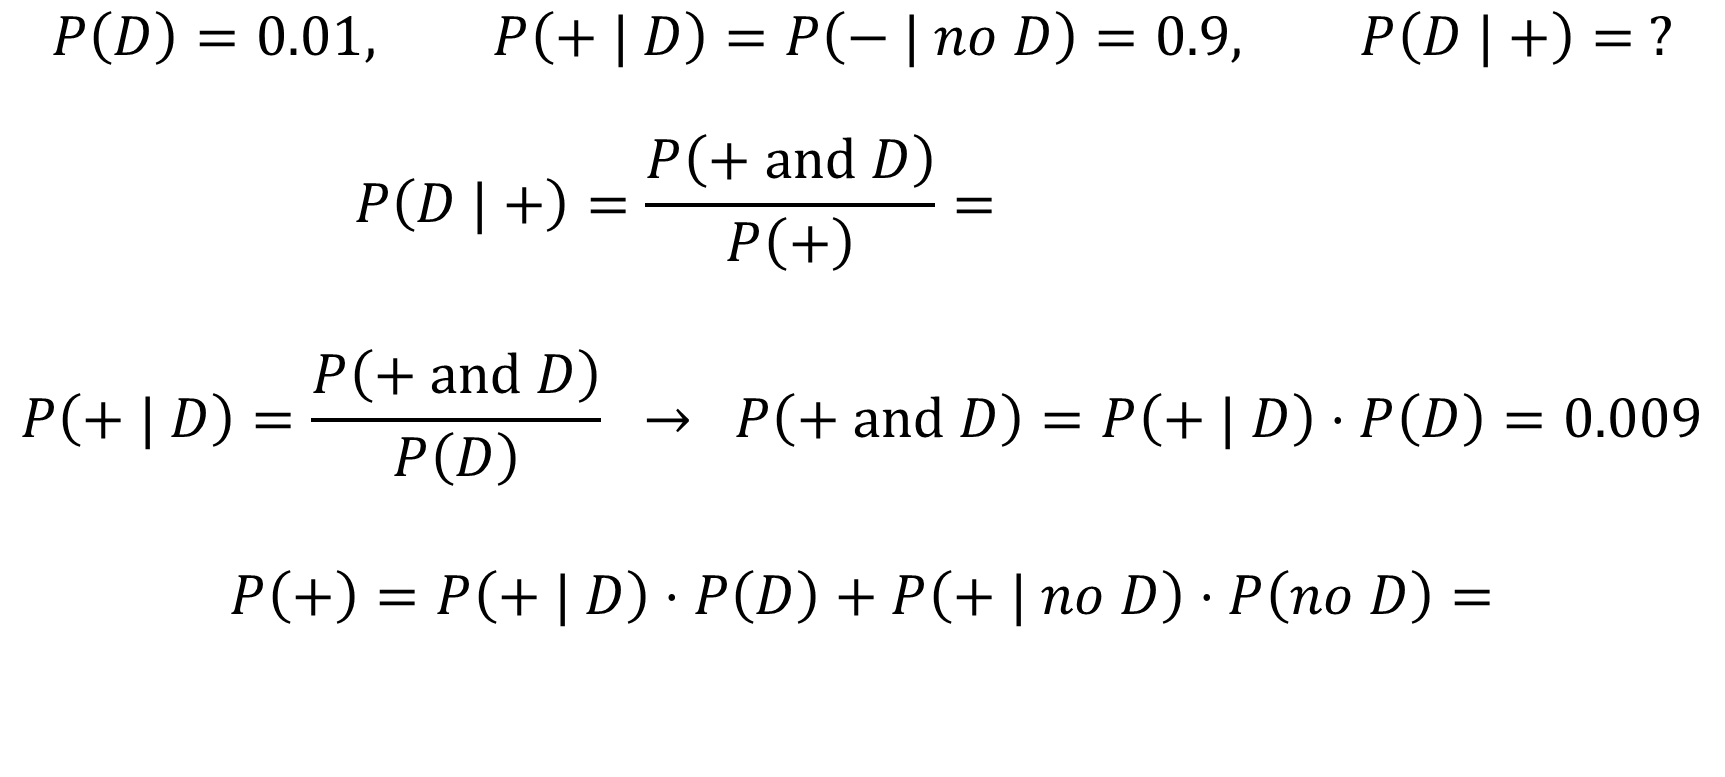 P(D) = 0.01, P(+ | D) = P(− | no D) = 0.9, P(D | +) = ?
P(D | +) = P(+ and D) / P(+) =
P(+ | D) = P(+ and D) / P(D) → P(+ and D) = P(+ | D) · P(D) = 0.009
P(+) = P(+ | D) · P(D) + P(+ | no D) · P(no D) =